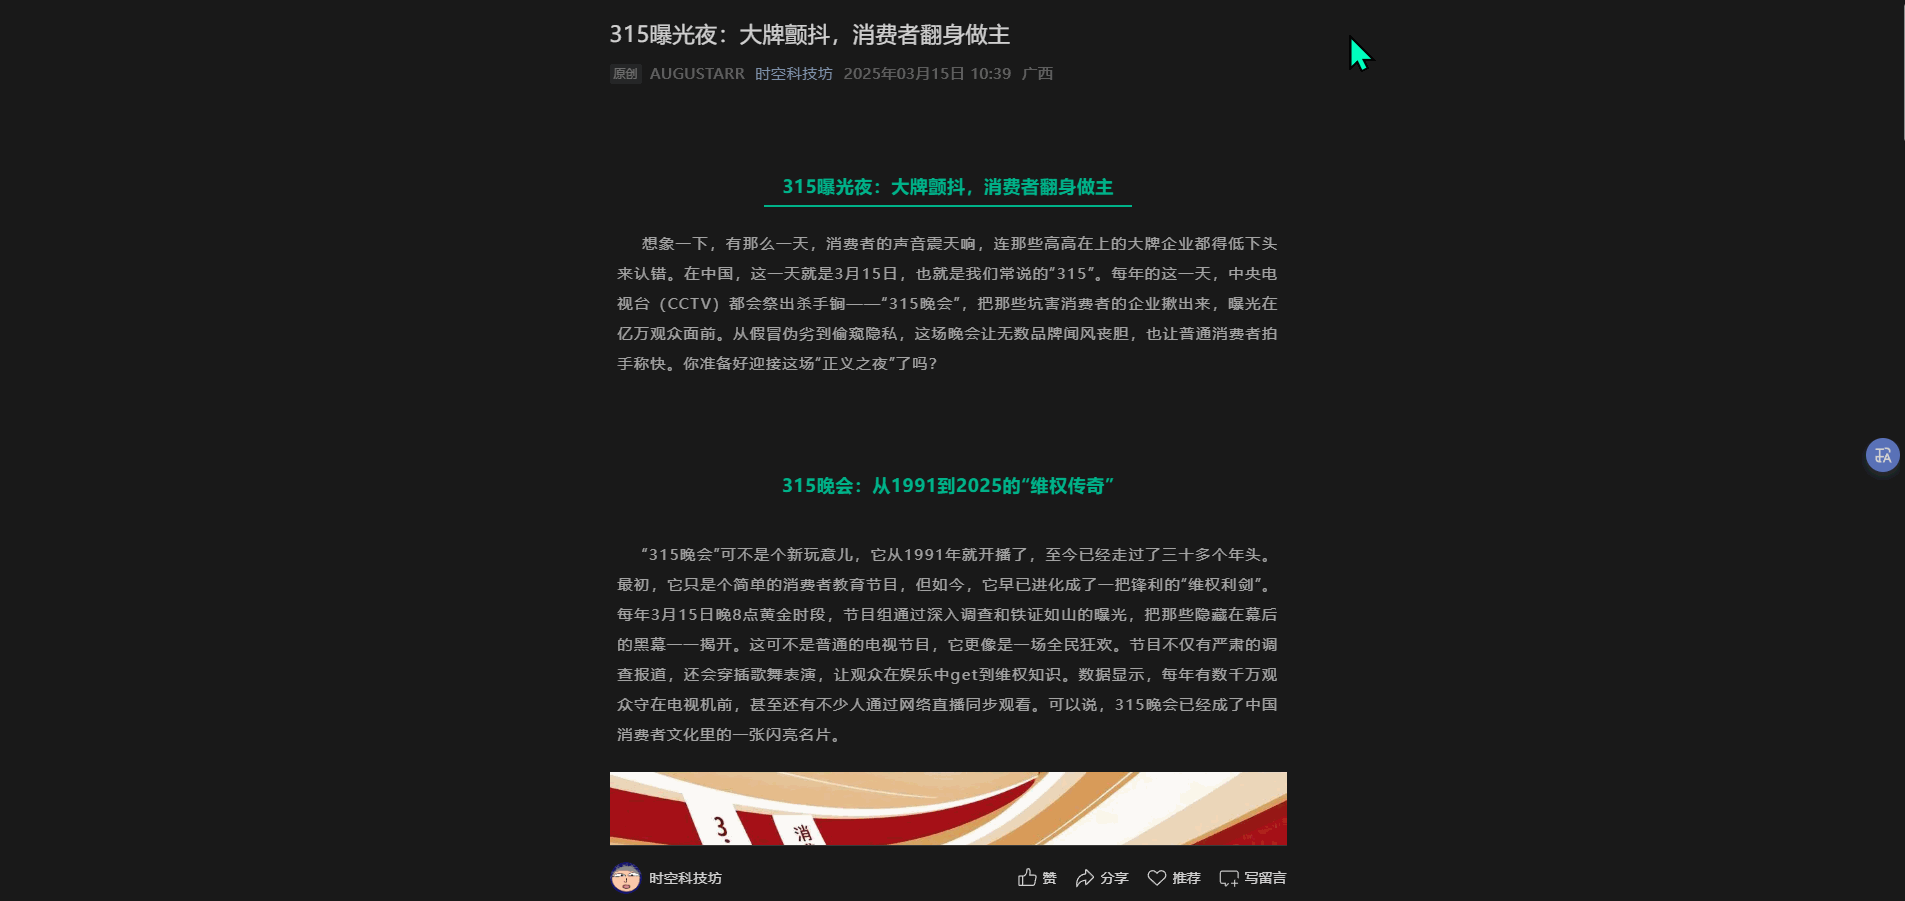 315曝光夜：大牌颤抖，消费者翻身做主
原创 AUGUSTARR 时空科技坊 2025年03月15日 10:39 广西
315曝光夜：大牌颤抖，消费者翻身做主
想象一下，有那么一天，消费者的声音震天响，连那些高高在上的大牌企业都得低下头
来认错。在中国，这一天就是3月15日，也就是我们常说的“315”。每年的这一天，中央电
视台（CCTV）都会祭出杀手锏——“315晚会”，把那些坑害消费者的企业揪出来，曝光在
亿万观众面前。从假冒伪劣到偷窥隐私，这场晚会让无数品牌闻风丧胆，也让普通消费者拍
手称快。你准备好迎接这场“正义之夜”了吗？
315晚会：从1991到2025的“维权传奇”
“315晚会”可不是个新玩意儿，它从1991年就开播了，至今已经走过了三十多个年头。
最初，它只是个简单的消费者教育节目，但如今，它早已进化成了一把锋利的“维权利剑”。
每年3月15日晚8点黄金时段，节目组通过深入调查和铁证如山的曝光，把那些隐藏在幕后
的黑幕一一揭开。这可不是普通的电视节目，它更像是一场全民狂欢。节目不仅有严肃的调
查报道，还会穿插歌舞表演，让观众在娱乐中get到维权知识。数据显示，每年有数千万观
众守在电视机前，甚至还有不少人通过网络直播同步观看。可以说，315晚会已经成了中国
消费者文化里的一张闪亮名片。
3. 消
时空科技坊 赞 分享 推荐 写留言